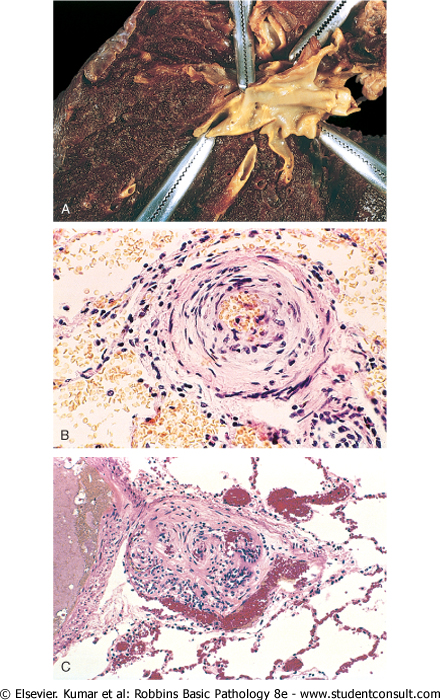 A
B
C
© Elsevier. Kumar et al: Robbins Basic Pathology 8e - www.studentconsult.com